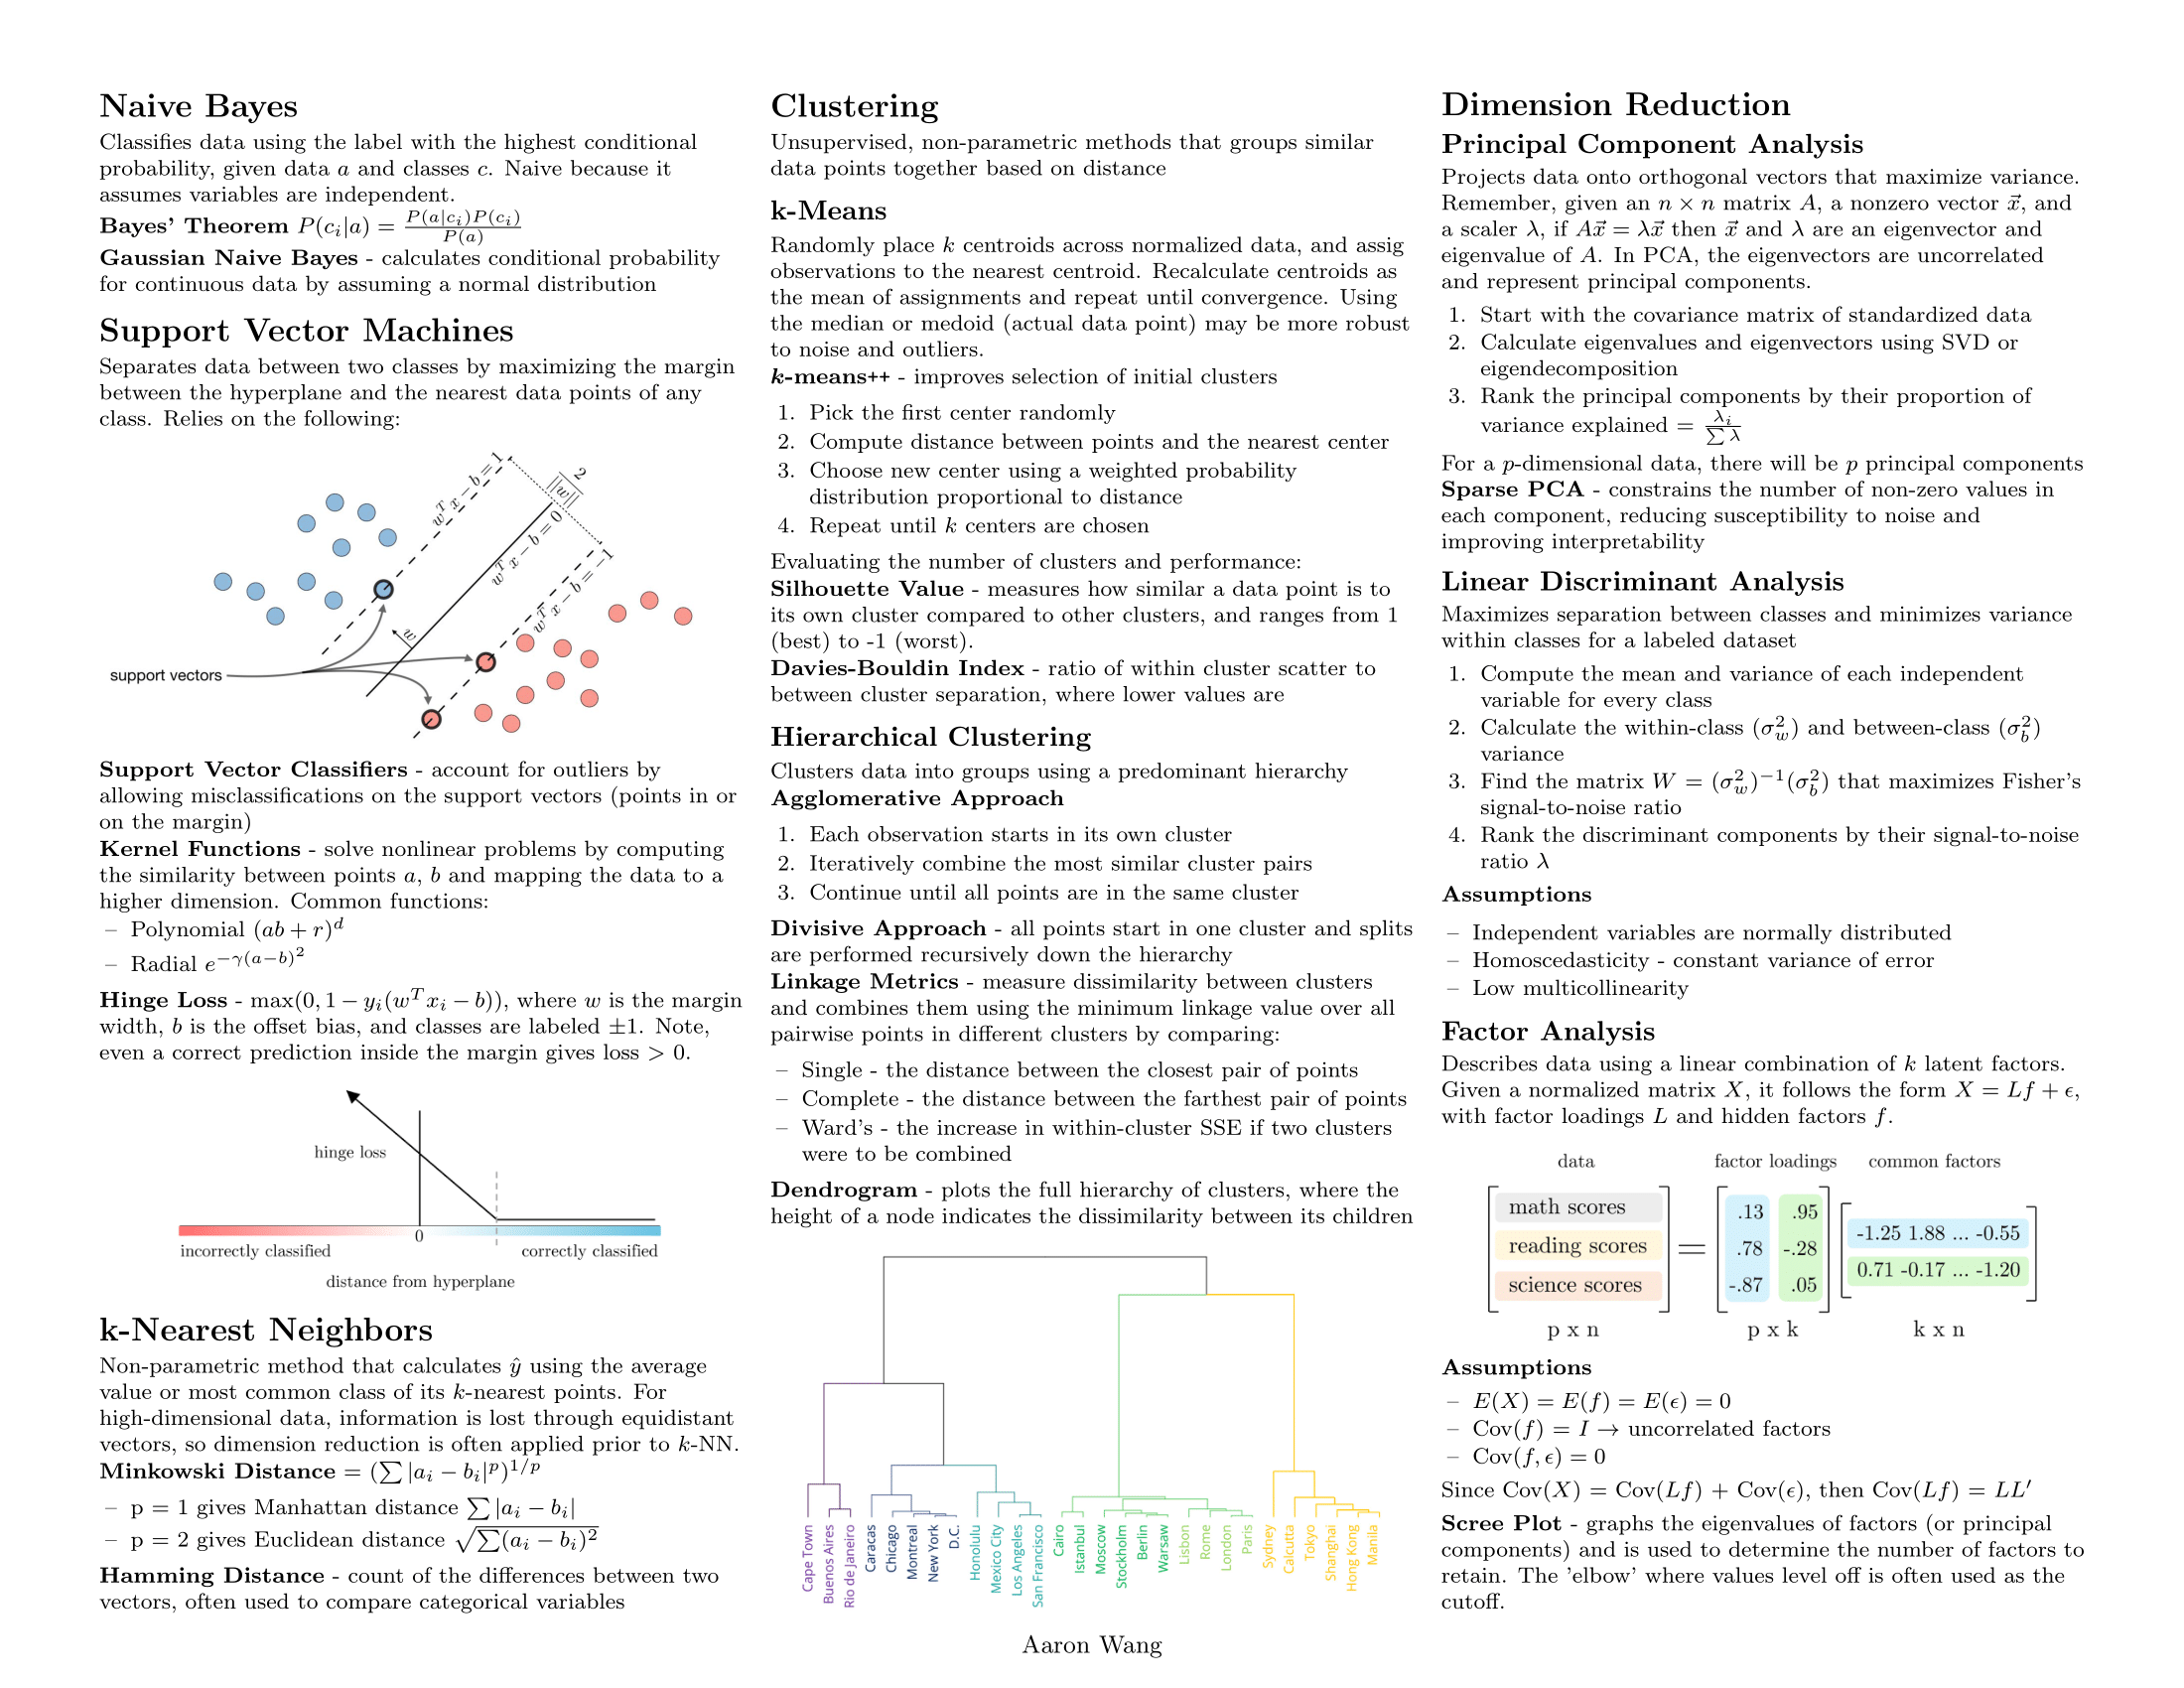 Naive Bayes
Classifies data using the label with the highest conditional
probability, given data a and classes c. Naive because it
assumes variables are independent.
Bayes' Theorem P(c_i|a) = \frac{P(a|c_i)P(c_i)}{P(a)}
Gaussian Naive Bayes - calculates conditional probability
for continuous data by assuming a normal distribution
Support Vector Machines
Separates data between two classes by maximizing the margin
between the hyperplane and the nearest data points of any
class. Relies on the following:
w^T x − b = 1
\frac{2}{||w||}
w^T x − b = 0
w^T x − b = −1
w
support vectors
Support Vector Classifiers - account for outliers by
allowing misclassifications on the support vectors (points in or
on the margin)
Kernel Functions - solve nonlinear problems by computing
the similarity between points a, b and mapping the data to a
higher dimension. Common functions:
– Polynomial (ab + r)^d
– Radial e^{−γ(a−b)^2}
Hinge Loss - max(0, 1 − y_i(w^T x_i − b)), where w is the margin
width, b is the offset bias, and classes are labeled ±1. Note,
even a correct prediction inside the margin gives loss > 0.
hinge loss
0
incorrectly classified
correctly classified
distance from hyperplane
k-Nearest Neighbors
Non-parametric method that calculates ŷ using the average
value or most common class of its k-nearest points. For
high-dimensional data, information is lost through equidistant
vectors, so dimension reduction is often applied prior to k-NN.
Minkowski Distance = (∑ |a_i − b_i|^p)^{1/p}
– p = 1 gives Manhattan distance ∑ |a_i − b_i|
– p = 2 gives Euclidean distance \sqrt{∑(a_i − b_i)^2}
Hamming Distance - count of the differences between two
vectors, often used to compare categorical variables
Clustering
Unsupervised, non-parametric methods that groups similar
data points together based on distance
k-Means
Randomly place k centroids across normalized data, and assig
observations to the nearest centroid. Recalculate centroids as
the mean of assignments and repeat until convergence. Using
the median or medoid (actual data point) may be more robust
to noise and outliers.
k-means++ - improves selection of initial clusters
1. Pick the first center randomly
2. Compute distance between points and the nearest center
3. Choose new center using a weighted probability
distribution proportional to distance
4. Repeat until k centers are chosen
Evaluating the number of clusters and performance:
Silhouette Value - measures how similar a data point is to
its own cluster compared to other clusters, and ranges from 1
(best) to -1 (worst).
Davies-Bouldin Index - ratio of within cluster scatter to
between cluster separation, where lower values are
Hierarchical Clustering
Clusters data into groups using a predominant hierarchy
Agglomerative Approach
1. Each observation starts in its own cluster
2. Iteratively combine the most similar cluster pairs
3. Continue until all points are in the same cluster
Divisive Approach - all points start in one cluster and splits
are performed recursively down the hierarchy
Linkage Metrics - measure dissimilarity between clusters
and combines them using the minimum linkage value over all
pairwise points in different clusters by comparing:
– Single - the distance between the closest pair of points
– Complete - the distance between the farthest pair of points
– Ward's - the increase in within-cluster SSE if two clusters
were to be combined
Dendrogram - plots the full hierarchy of clusters, where the
height of a node indicates the dissimilarity between its children
Cape Town
Buenos Aires
Rio de Janeiro
Caracas
Chicago
Montreal
New York
D.C.
Honolulu
Mexico City
Los Angeles
San Francisco
Cairo
Istanbul
Moscow
Stockholm
Berlin
Warsaw
Lisbon
Rome
London
Paris
Sydney
Calcutta
Tokyo
Shanghai
Hong Kong
Manila
Dimension Reduction
Principal Component Analysis
Projects data onto orthogonal vectors that maximize variance.
Remember, given an n × n matrix A, a nonzero vector \vec{x}, and
a scaler λ, if A\vec{x} = λ\vec{x} then \vec{x} and λ are an eigenvector and
eigenvalue of A. In PCA, the eigenvectors are uncorrelated
and represent principal components.
1. Start with the covariance matrix of standardized data
2. Calculate eigenvalues and eigenvectors using SVD or
eigendecomposition
3. Rank the principal components by their proportion of
variance explained = \frac{λ_i}{∑ λ}
For a p-dimensional data, there will be p principal components
Sparse PCA - constrains the number of non-zero values in
each component, reducing susceptibility to noise and
improving interpretability
Linear Discriminant Analysis
Maximizes separation between classes and minimizes variance
within classes for a labeled dataset
1. Compute the mean and variance of each independent
variable for every class
2. Calculate the within-class (σ_w^2) and between-class (σ_b^2)
variance
3. Find the matrix W = (σ_w^2)^{−1}(σ_b^2) that maximizes Fisher's
signal-to-noise ratio
4. Rank the discriminant components by their signal-to-noise
ratio λ
Assumptions
– Independent variables are normally distributed
– Homoscedasticity - constant variance of error
– Low multicollinearity
Factor Analysis
Describes data using a linear combination of k latent factors.
Given a normalized matrix X, it follows the form X = Lf + ϵ,
with factor loadings L and hidden factors f.
data factor loadings common factors
math scores
reading scores
science scores
=
.13 .95
.78 -.28
-.87 .05
-1.25 1.88 ... -0.55
0.71 -0.17 ... -1.20
p x n p x k k x n
Assumptions
– E(X) = E(f) = E(ϵ) = 0
– Cov(f) = I → uncorrelated factors
– Cov(f, ϵ) = 0
Since Cov(X) = Cov(Lf) + Cov(ϵ), then Cov(Lf) = LL′
Scree Plot - graphs the eigenvalues of factors (or principal
components) and is used to determine the number of factors to
retain. The 'elbow' where values level off is often used as the
cutoff.
Aaron Wang